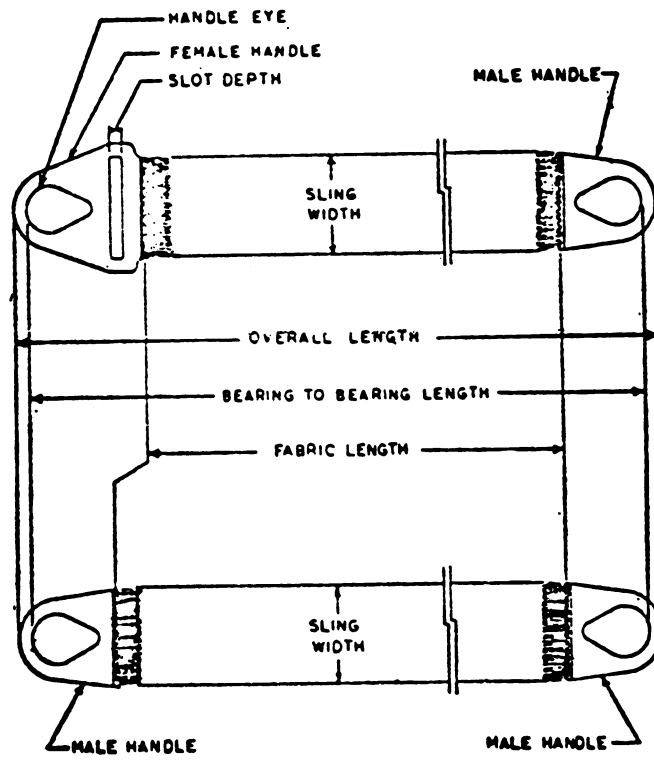 HANDLE EYE
FEMALE HANDLE
SLOT DEPTH
MALE HANDLE
SLING
WIDTH
OVERALL LENGTH
BEARING TO BEARING LENGTH
FABRIC LENGTH
SLING
WIDTH
MALE HANDLE
MALE HANDLE